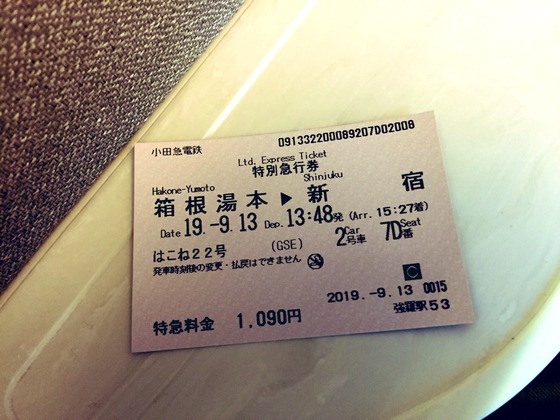 09133220008920​7D02008
小田急電鉄
Ltd. Express Ticket
特別急行券
Hakone-Yumoto Shinjuku
箱根湯本 ▶ 新宿
Date 19.-9.13 Dep. 13:48発 (Arr. 15:27着)
はこね22号 (GSE) 2 Car 号車 7D Seat 番
発車時刻後の変更・払戻はできません
C
2019.-9.13 0015
特急料金 1,090円 強羅駅53